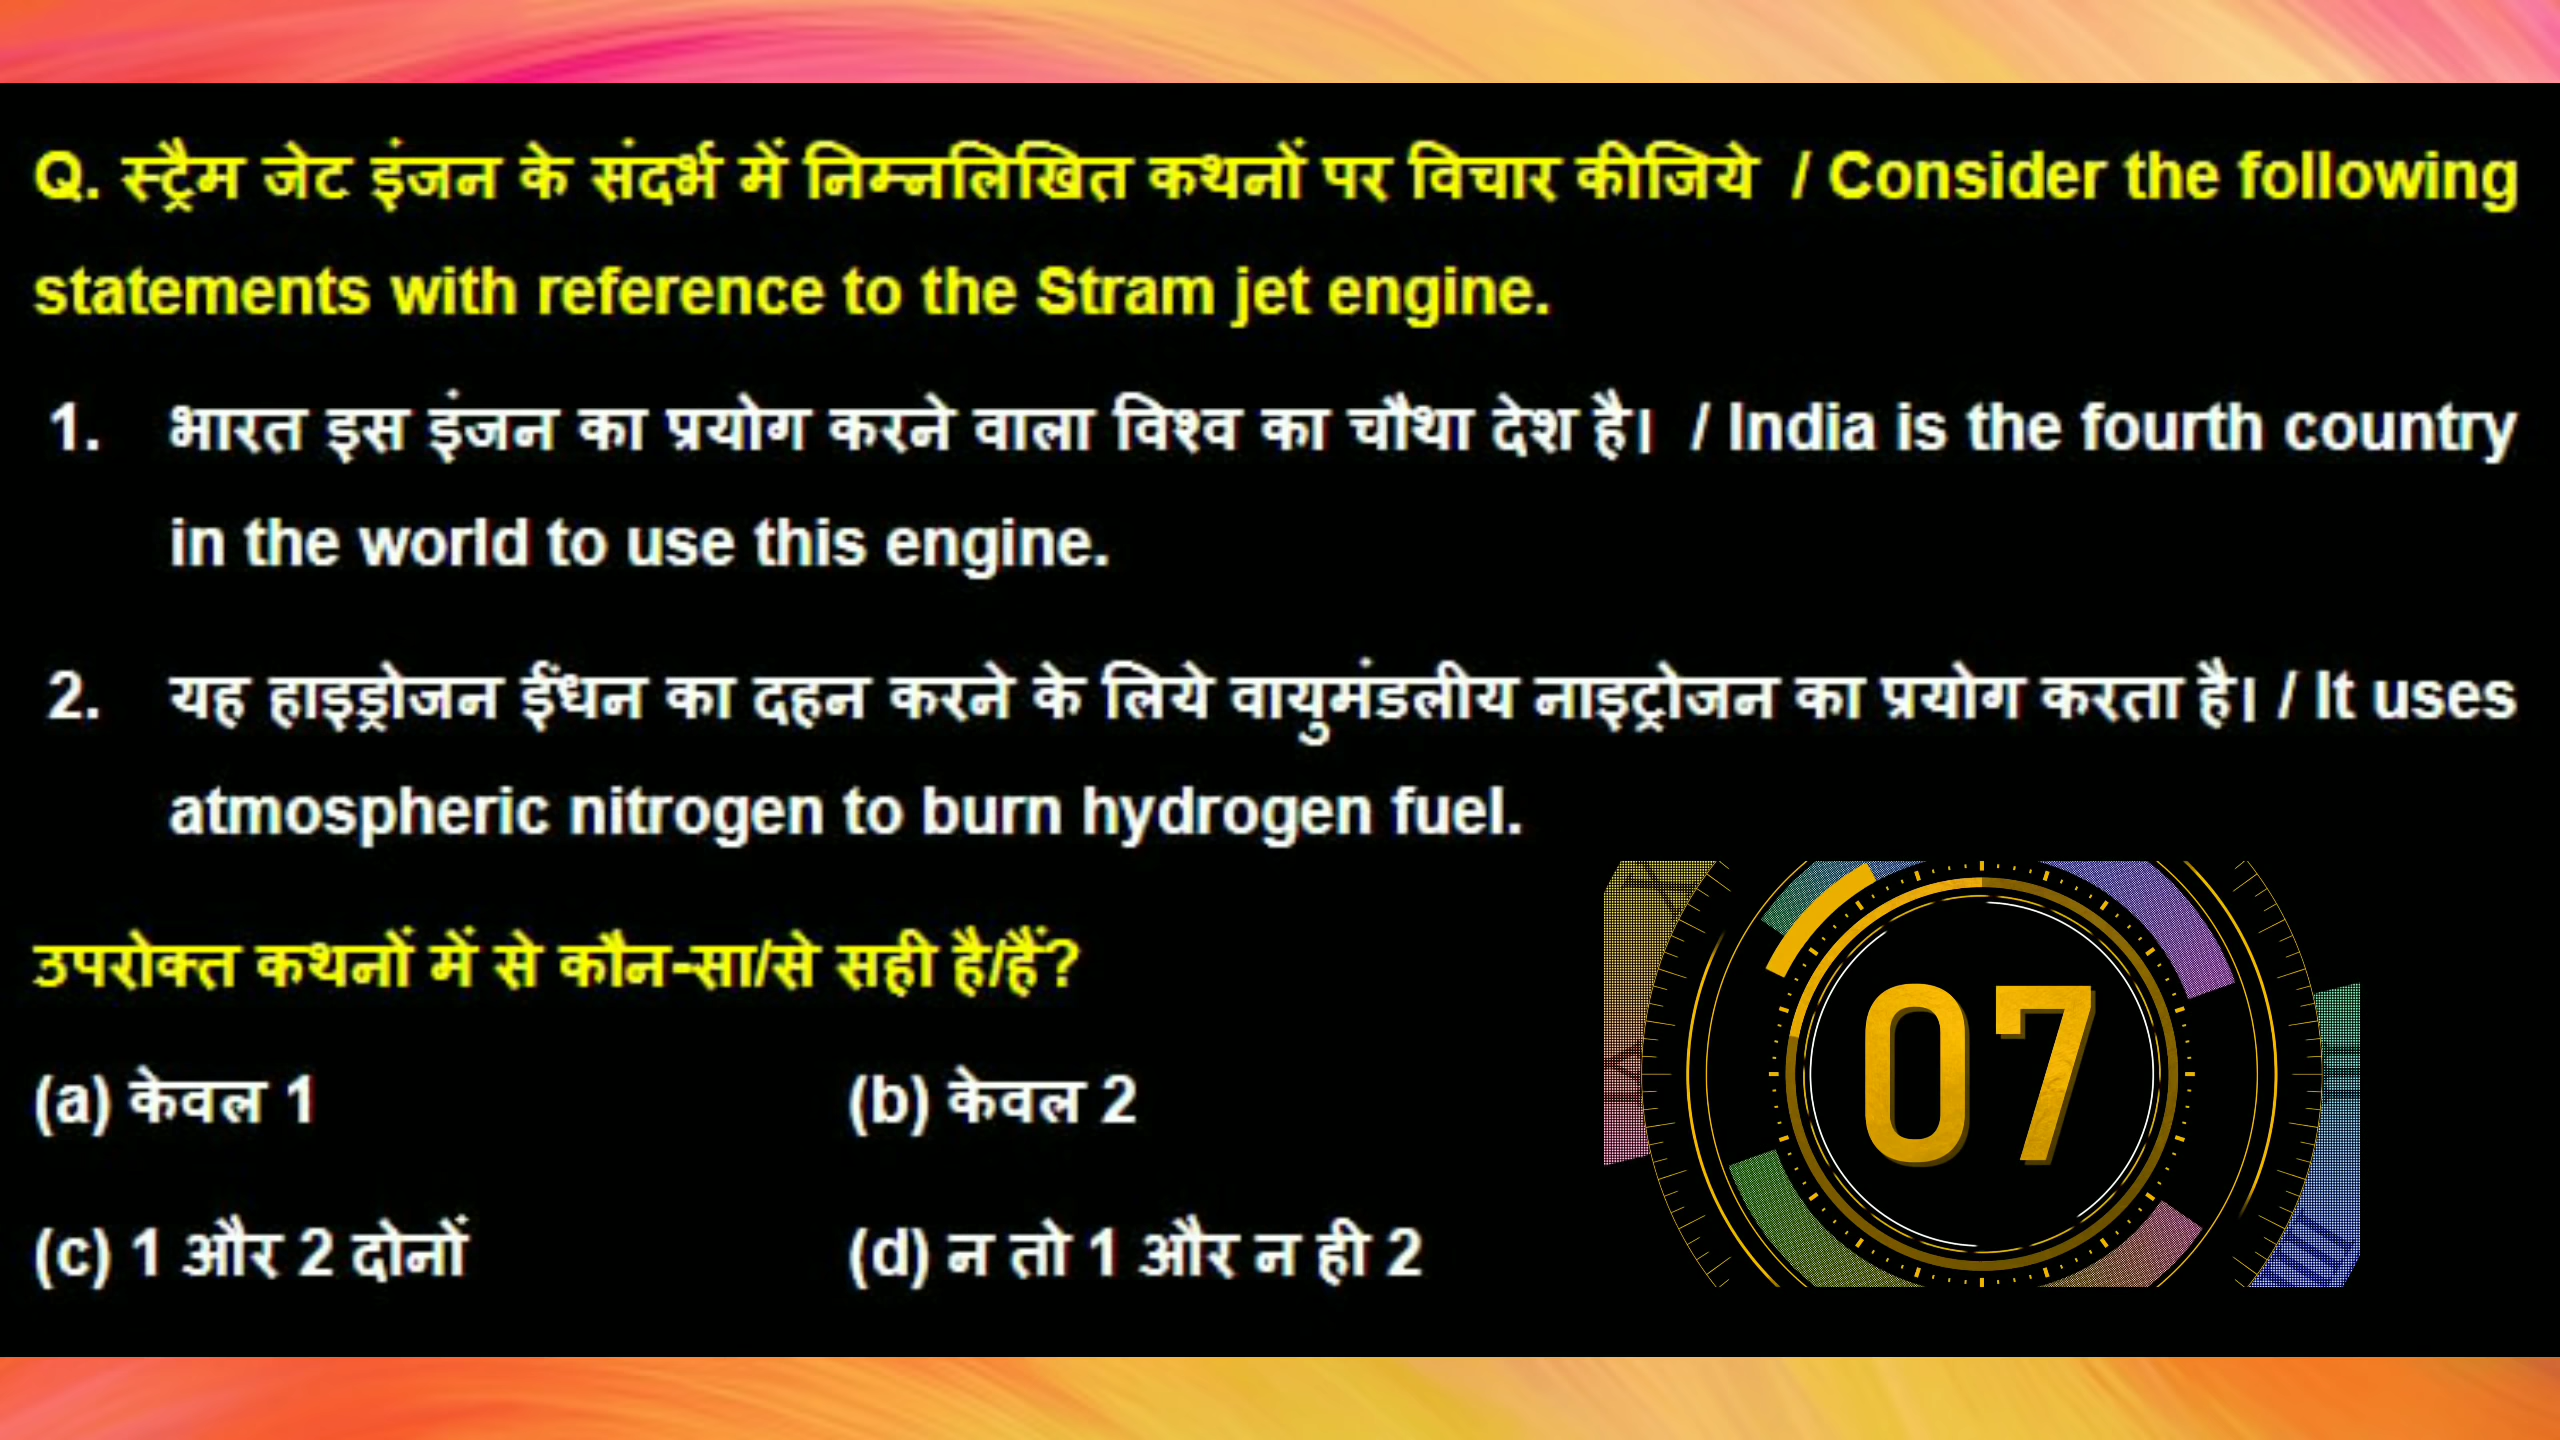 Q. स्ट्रैम जेट इंजन के संदर्भ में निम्नलिखित कथनों पर विचार कीजिये / Consider the following
statements with reference to the Stram jet engine.
1. भारत इस इंजन का प्रयोग करने वाला विश्व का चौथा देश है। / India is the fourth country
in the world to use this engine.
2. यह हाइड्रोजन ईंधन का दहन करने के लिये वायुमंडलीय नाइट्रोजन का प्रयोग करता है। / It uses
atmospheric nitrogen to burn hydrogen fuel.
उपरोक्त कथनों में से कौन-सा/से सही है/हैं?
(a) केवल 1 (b) केवल 2
(c) 1 और 2 दोनों (d) न तो 1 और न ही 2
07